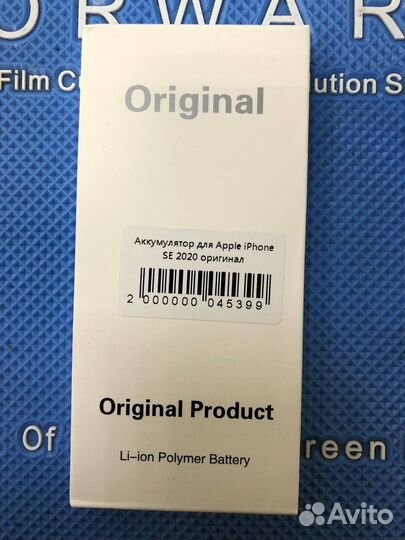 ORWAR
Film Cu
ution S
Original
Аккумулятор для Apple iPhone
SE 2020 оригинал
2 000000 045399
Original Product
Of
reen
Li-ion Polymer Battery
Avito